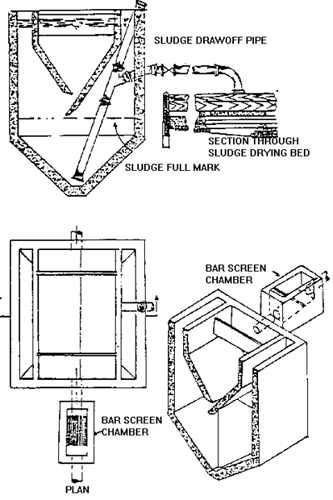 SLUDGE DRAWOFF PIPE
SECTION THROUGH
SLUDGE DRYING BED
SLUDGE FULL MARK
BAR SCREEN
CHAMBER
BAR SCREEN
CHAMBER
PLAN